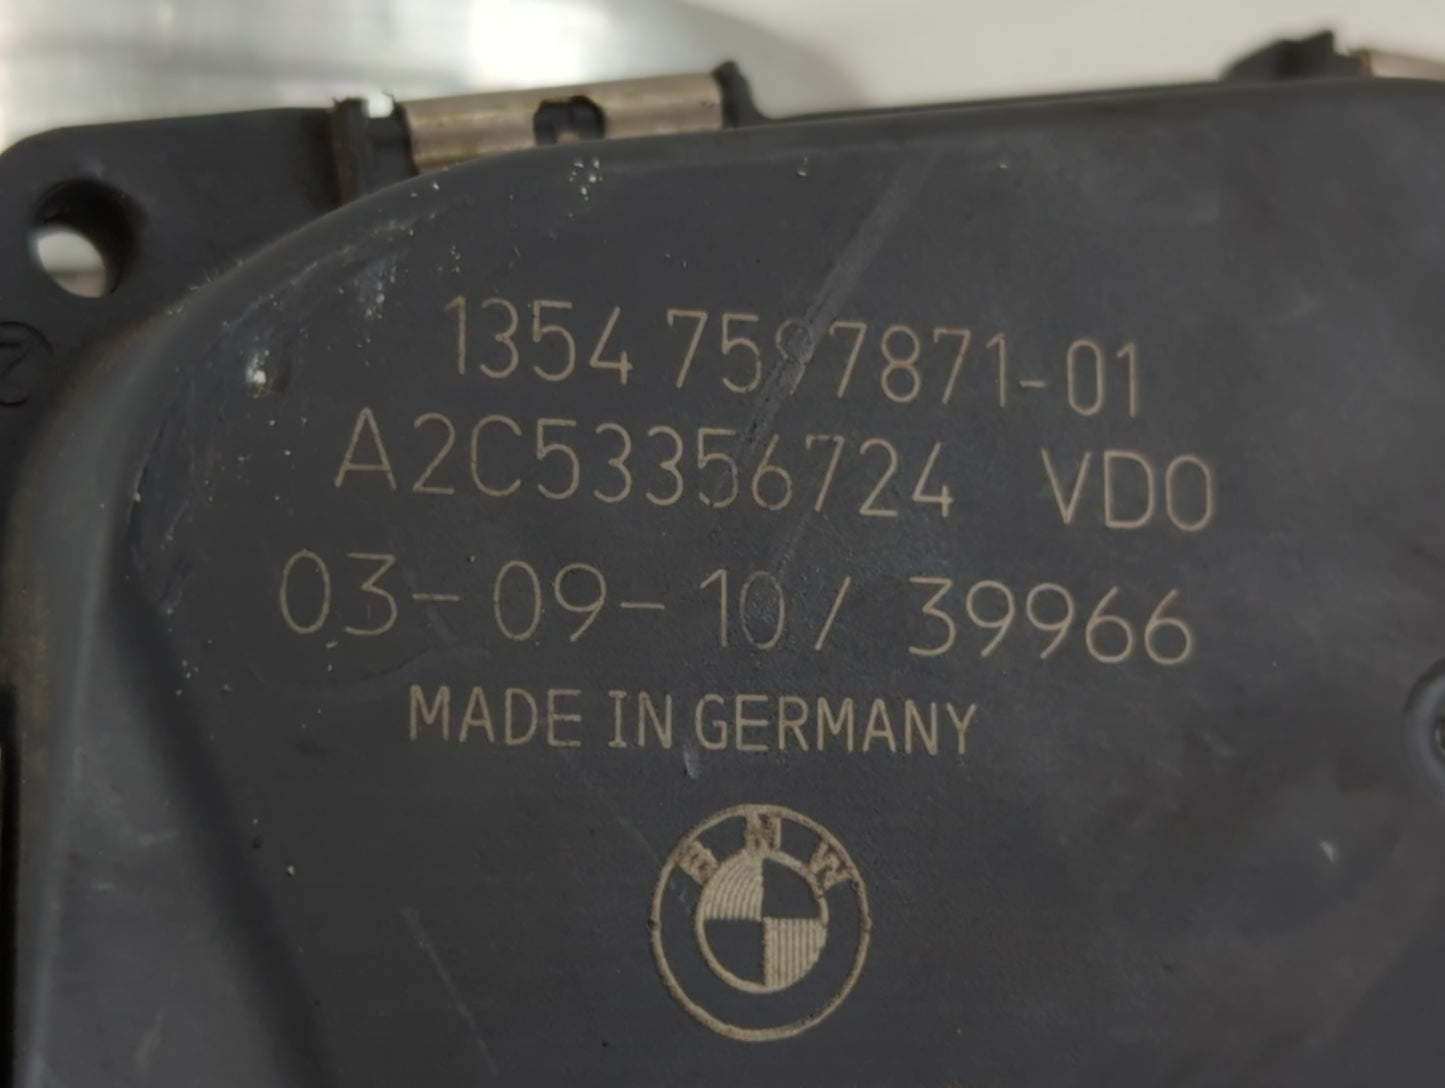 1354 7597871-01
A2C53356724 VDO
03-09-10/ 39966
MADE IN GERMANY
BMW